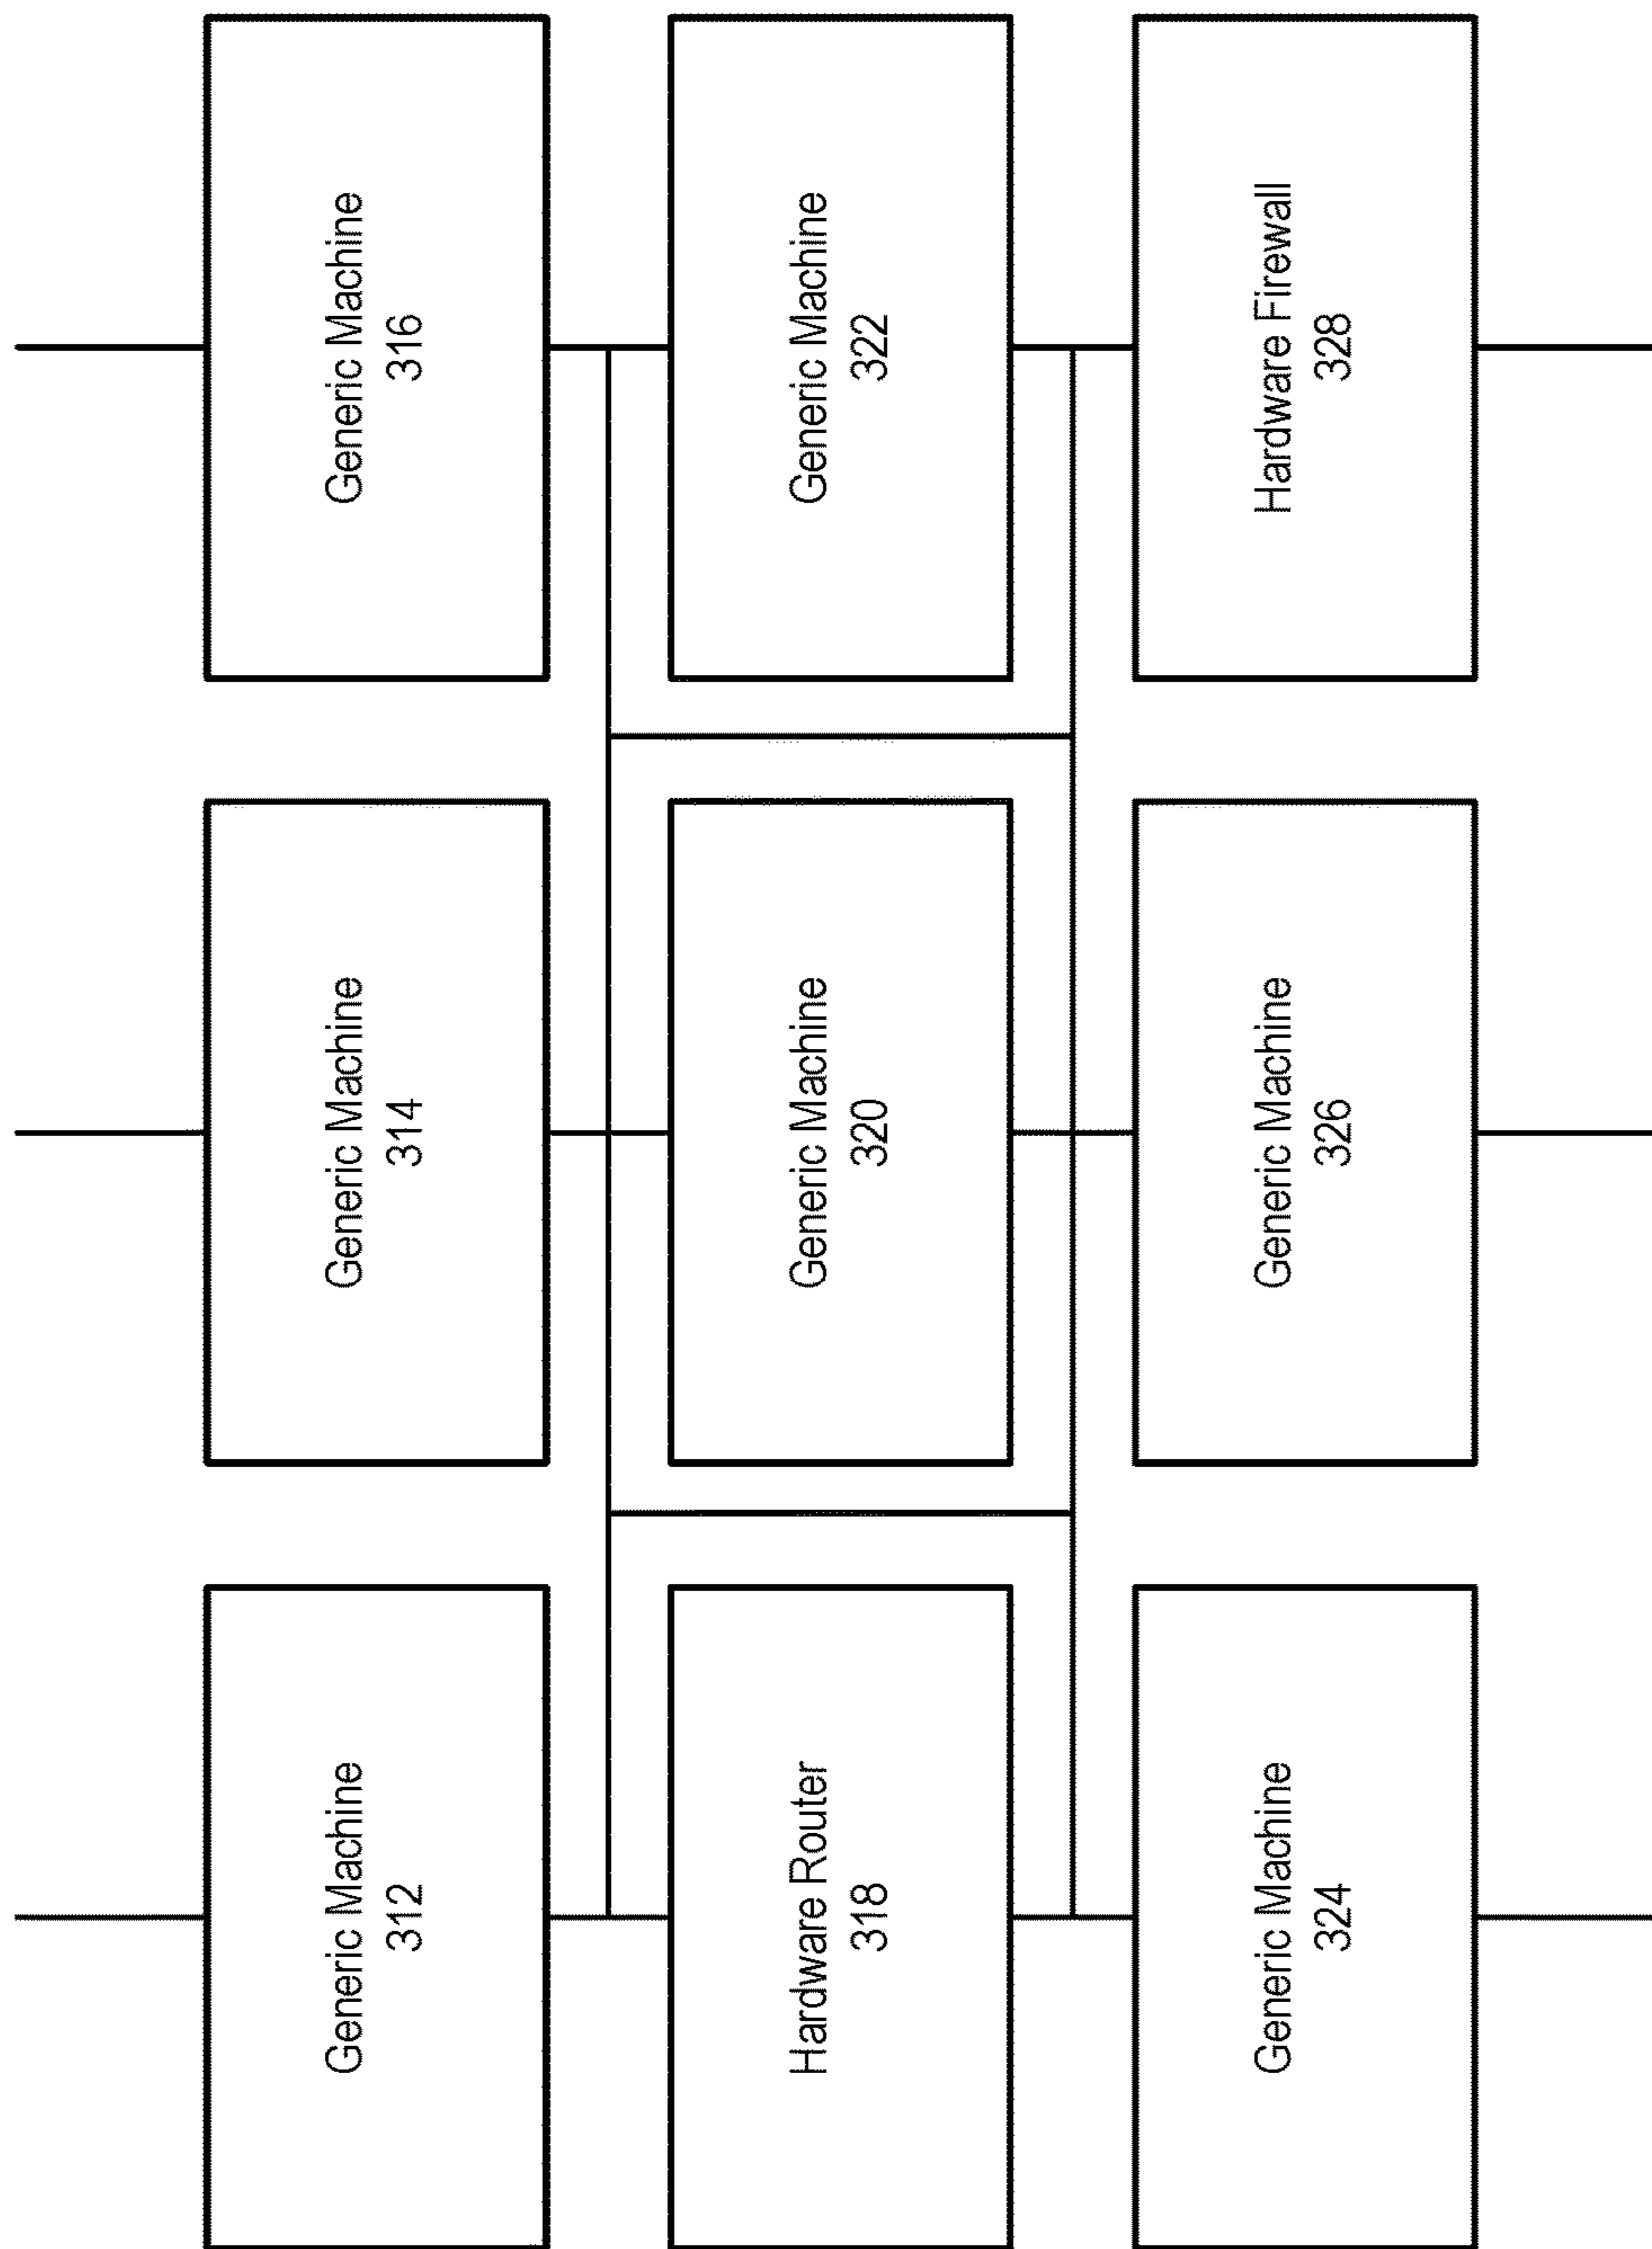 Generic Machine
312
Generic Machine
314
Generic Machine
316
Hardware Router
318
Generic Machine
320
Generic Machine
322
Generic Machine
324
Generic Machine
326
Hardware Firewall
328